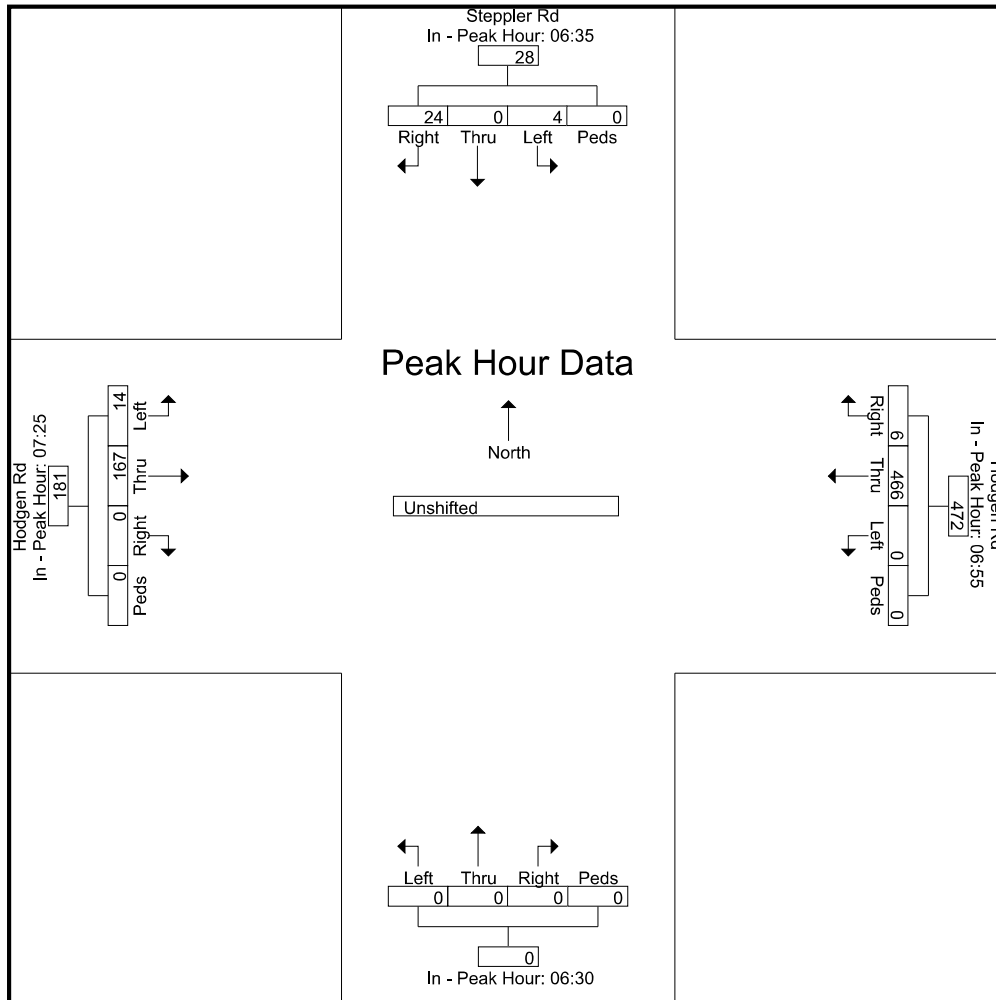 Steppler Rd
In - Peak Hour: 06:35
28
24 0 4 0
Right Thru Left Peds
Peak Hour Data
North
Unshifted
Hodgen Rd
In - Peak Hour: 07:25
181
14 167 0 0
Left Thru Right Peds
Hodgen Rd
In - Peak Hour: 06:55
472
6 466 0 0
Right Thru Left Peds
Left Thru Right Peds
0 0 0 0
0
In - Peak Hour: 06:30